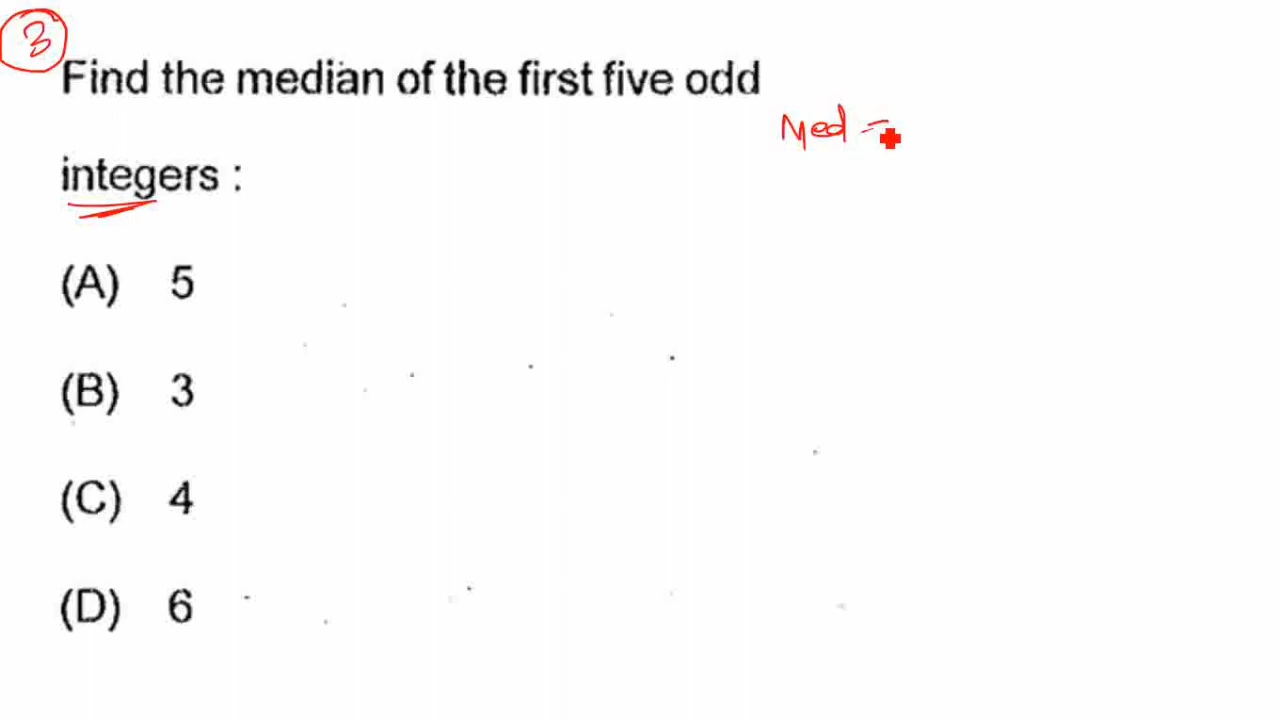 3
Find the median of the first five odd
Med =
integers :
(A) 5
(B) 3
(C) 4
(D) 6